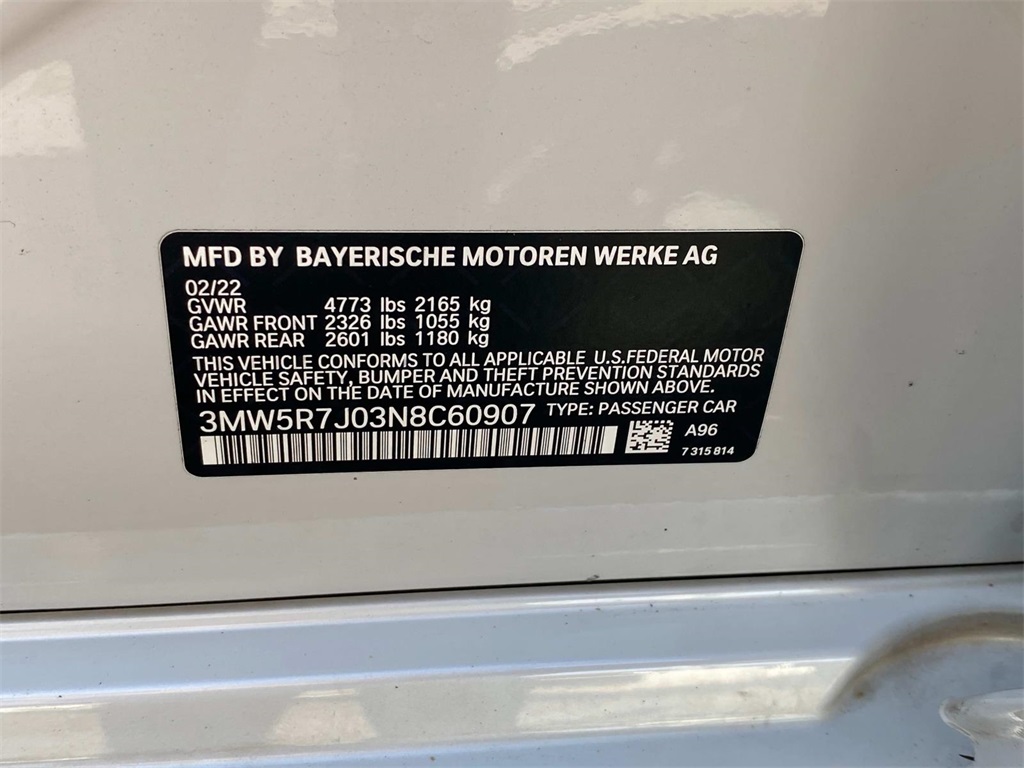 MFD BY BAYERISCHE MOTOREN WERKE AG
02/22
GVWR 4773 lbs 2165 kg
GAWR FRONT 2326 lbs 1055 kg
GAWR REAR 2601 lbs 1180 kg
THIS VEHICLE CONFORMS TO ALL APPLICABLE U.S.FEDERAL MOTOR
VEHICLE SAFETY, BUMPER AND THEFT PREVENTION STANDARDS
IN EFFECT ON THE DATE OF MANUFACTURE SHOWN ABOVE.
3MW5R7J03N8C60907 TYPE: PASSENGER CAR
A96
7 315 814